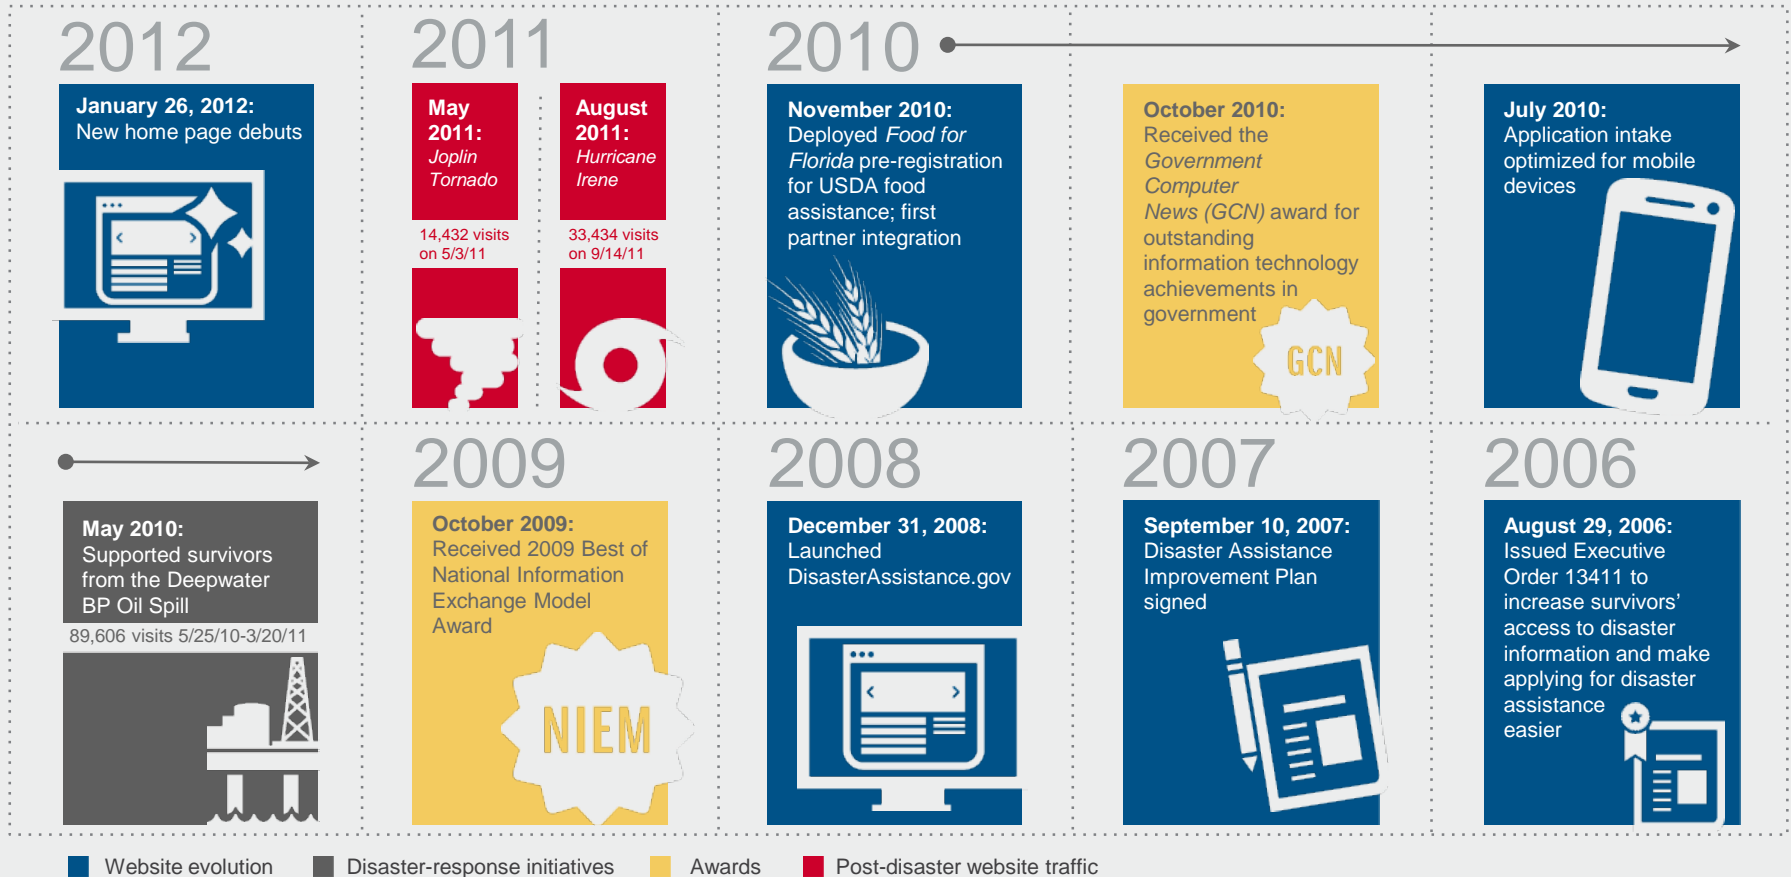 2012
January 26, 2012:
New home page debuts
2011
May
2011:
Joplin
Tornado
14,432 visits
on 5/3/11
August
2011:
Hurricane
Irene
33,434 visits
on 9/14/11
2010
November 2010:
Deployed Food for
Florida pre-registration
for USDA food
assistance; first
partner integration
October 2010:
Received the
Government
Computer
News (GCN) award for
outstanding
information technology
achievements in
government
GCN
July 2010:
Application intake
optimized for mobile
devices
May 2010:
Supported survivors
from the Deepwater
BP Oil Spill
89,606 visits 5/25/10-3/20/11
2009
October 2009:
Received 2009 Best of
National Information
Exchange Model
Award
NIEM
2008
December 31, 2008:
Launched
DisasterAssistance.gov
2007
September 10, 2007:
Disaster Assistance
Improvement Plan
signed
2006
August 29, 2006:
Issued Executive
Order 13411 to
increase survivors’
access to disaster
information and make
applying for disaster
assistance
easier
Website evolution
Disaster-response initiatives
Awards
Post-disaster website traffic